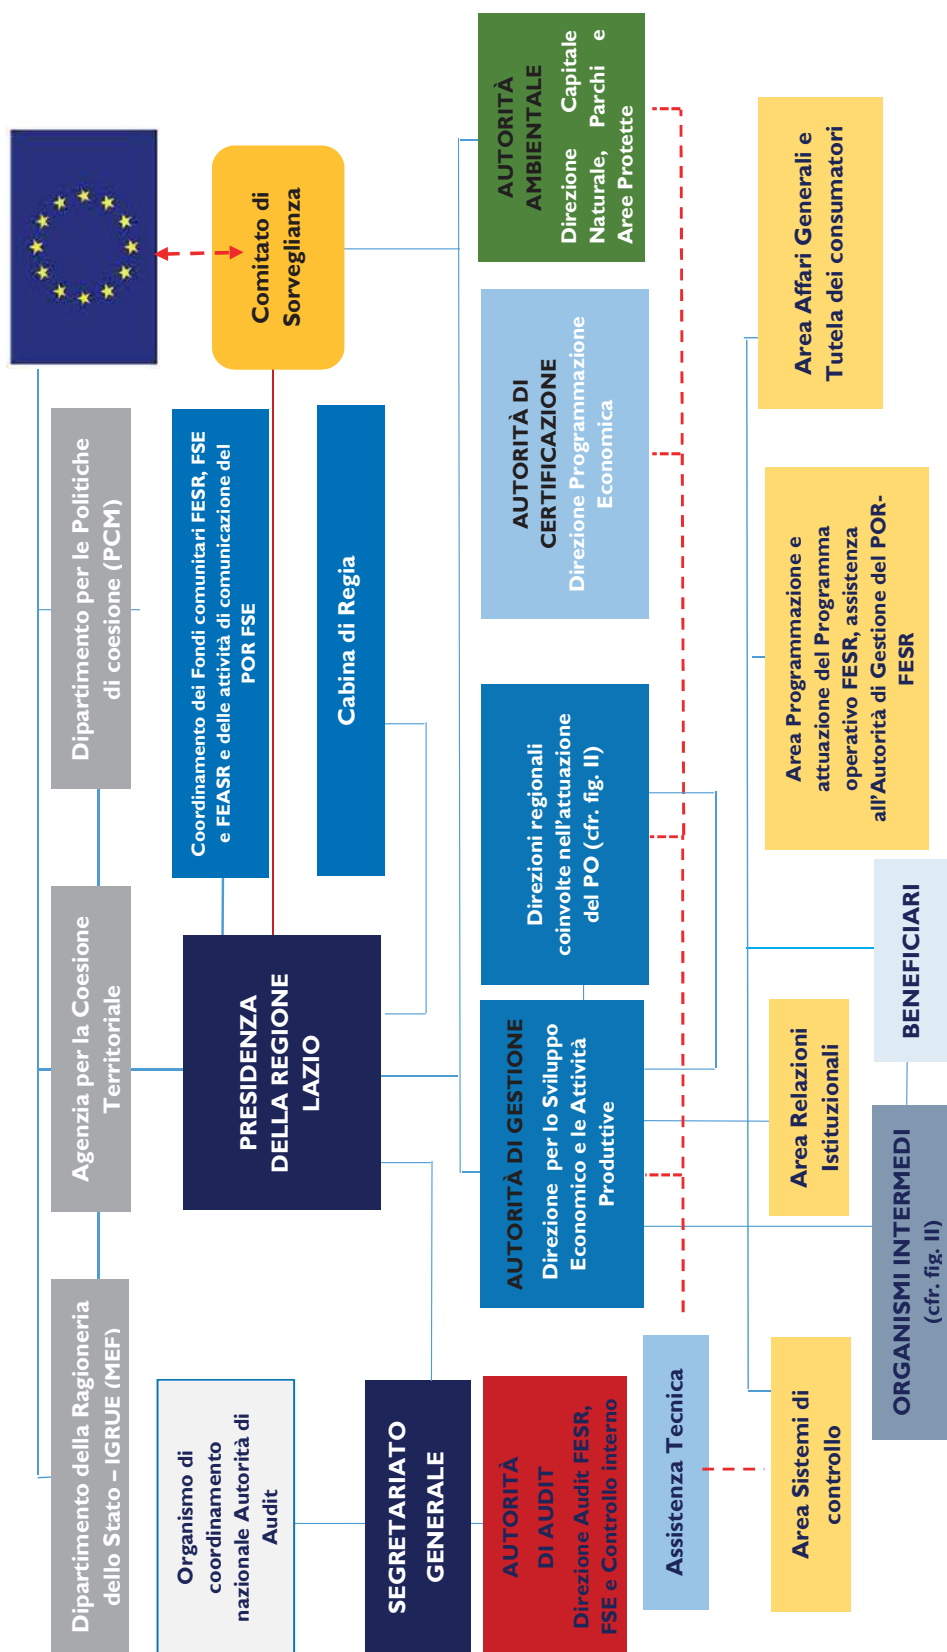 Dipartimento della Ragioneria
dello Stato – IGRUE (MEF)
Agenzia per la Coesione
Territoriale
Dipartimento per le Politiche
di coesione (PCM)
Organismo di
coordinamento
nazionale Autorità di
Audit
PRESIDENZA
DELLA REGIONE
LAZIO
Coordinamento dei Fondi comunitari FESR, FSE
e FEASR e delle attività di comunicazione del
POR FSE
Comitato di
Sorveglianza
Cabina di Regia
SEGRETARIATO
GENERALE
AUTORITÀ
DI AUDIT
Direzione Audit FESR,
FSE e Controllo interno
AUTORITÀ DI GESTIONE
Direzione per lo Sviluppo
Economico e le Attività
Produttive
Direzioni regionali
coinvolte nell'attuazione
del PO (cfr. fig. II)
AUTORITÀ DI
CERTIFICAZIONE
Direzione Programmazione
Economica
AUTORITÀ
AMBIENTALE
Direzione Capitale
Naturale, Parchi e
Aree Protette
Assistenza Tecnica
Area Sistemi di
controllo
Area Relazioni
Istituzionali
Area Programmazione e
attuazione del Programma
operativo FESR, assistenza
all'Autorità di Gestione del POR-
FESR
Area Affari Generali e
Tutela dei consumatori
ORGANISMI INTERMEDI
(cfr. fig. II)
BENEFICIARI